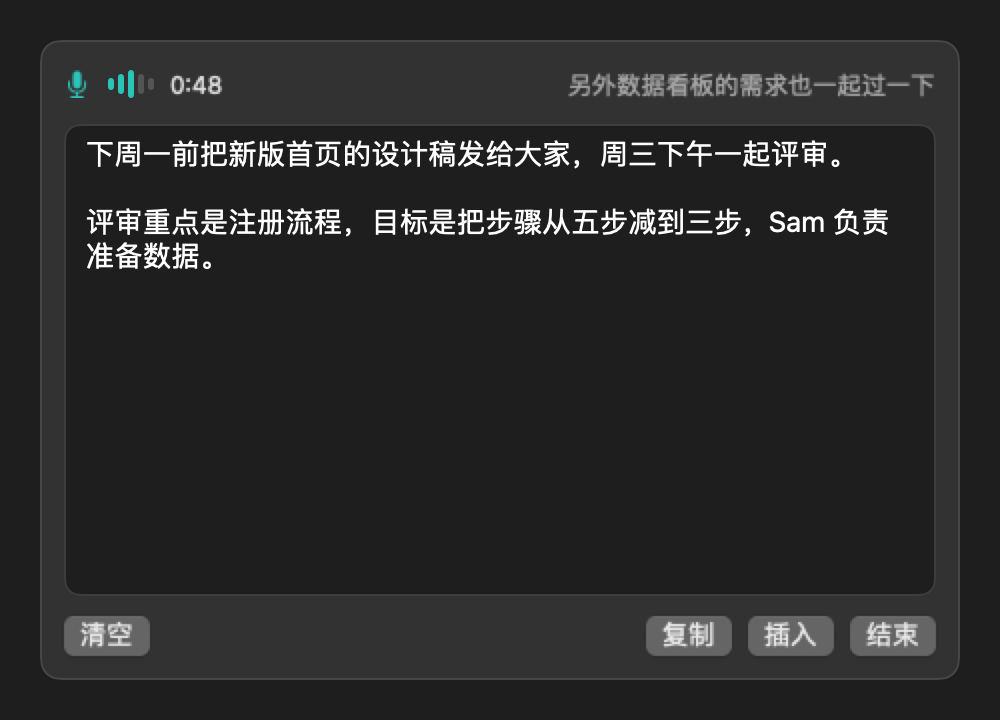 0:48
另外数据看板的需求也一起过一下
下周一前把新版首页的设计稿发给大家，周三下午一起评审。
评审重点是注册流程，目标是把步骤从五步减到三步，Sam 负责
准备数据。
清空
复制
插入
结束